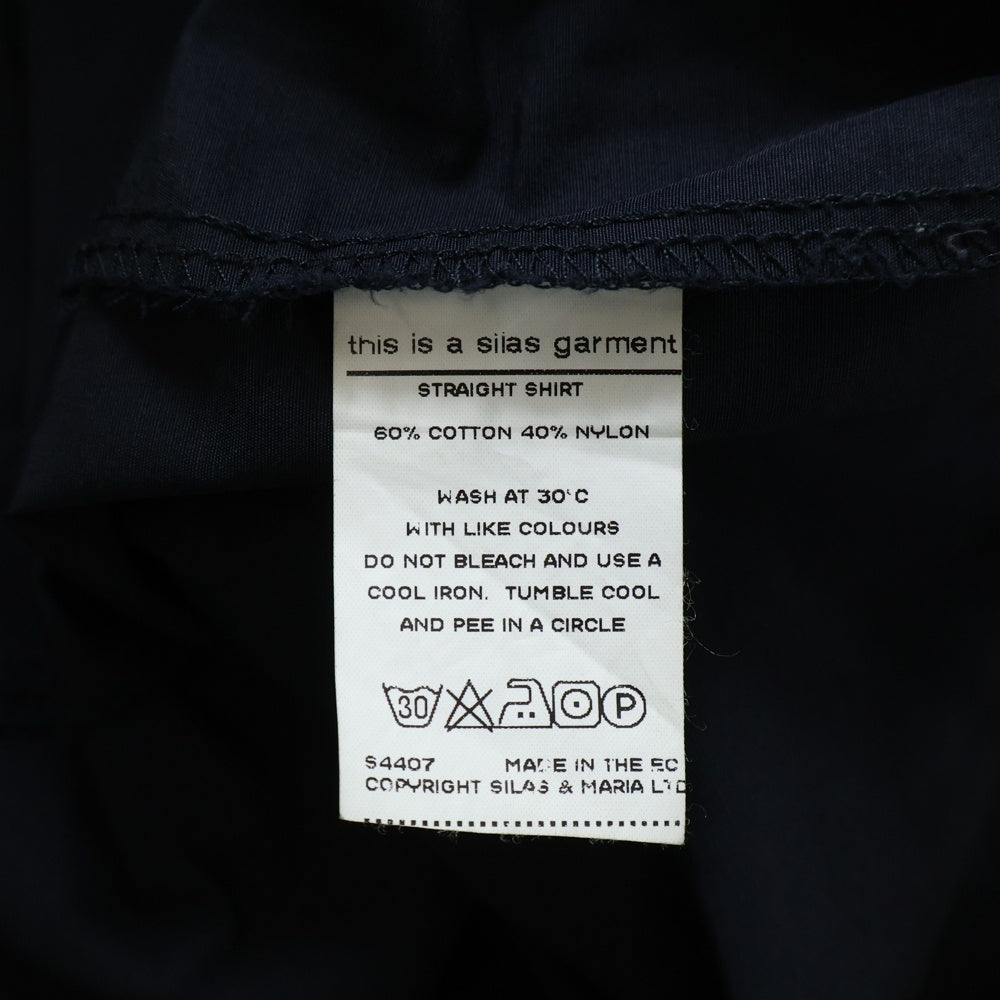 this is a silas garment
STRAIGHT SHIRT
60% COTTON 40% NYLON
WASH AT 30°C
WITH LIKE COLOURS
DO NOT BLEACH AND USE A
COOL IRON. TUMBLE COOL
AND PEE IN A CIRCLE
30 P
S4407 MADE IN THE EC
COPYRIGHT SILAS & MARIA LTD